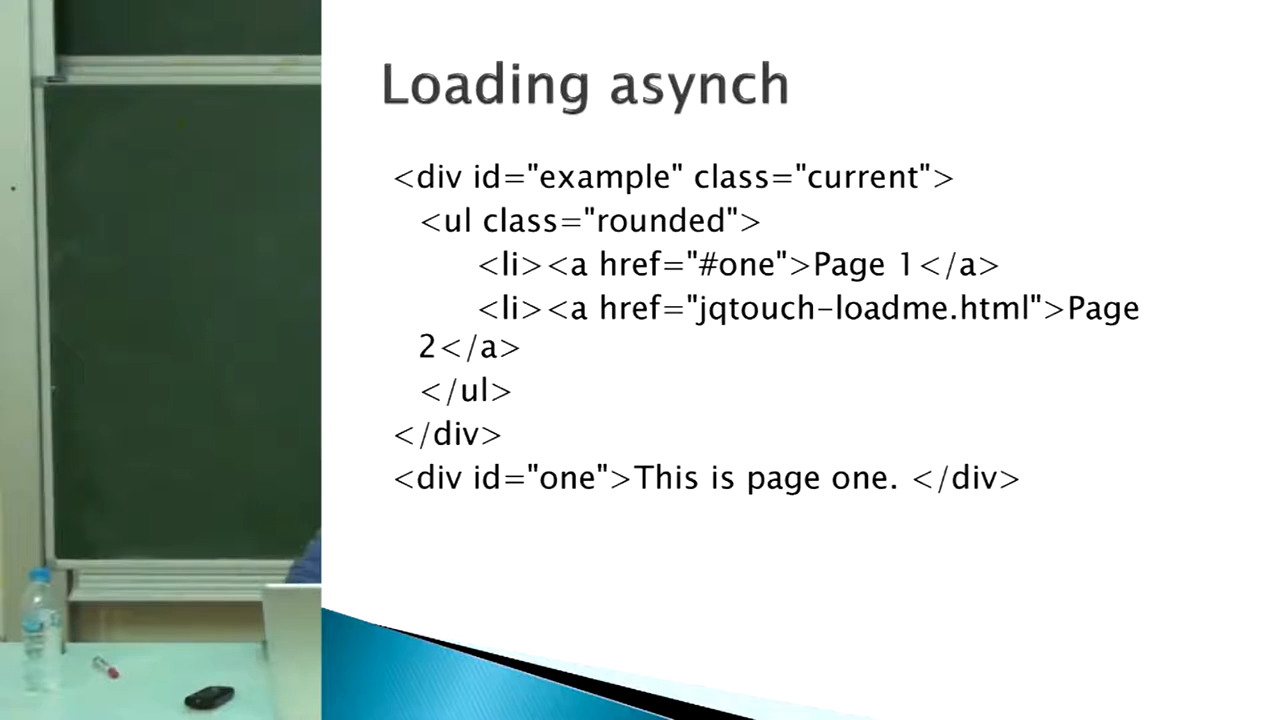 Loading asynch
<div id="example" class="current">
<ul class="rounded">
<li><a href="#one">Page 1</a>
<li><a href="jqtouch-loadme.html">Page
2</a>
</ul>
</div>
<div id="one">This is page one. </div>